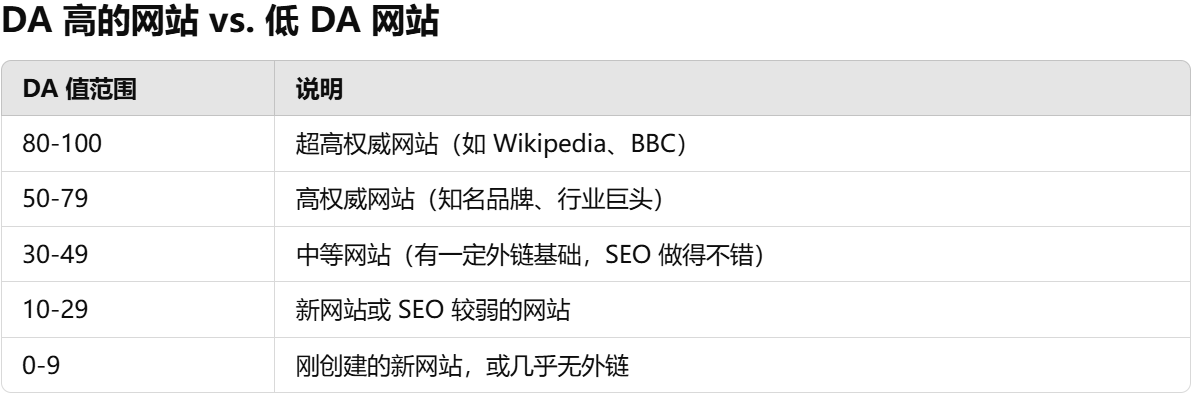 DA 高的网站 vs. 低 DA 网站
DA 值范围 说明
80-100 超高权威网站（如 Wikipedia、BBC）
50-79 高权威网站（知名品牌、行业巨头）
30-49 中等网站（有一定外链基础，SEO 做得不错）
10-29 新网站或 SEO 较弱的网站
0-9 刚创建的新网站，或几乎无外链